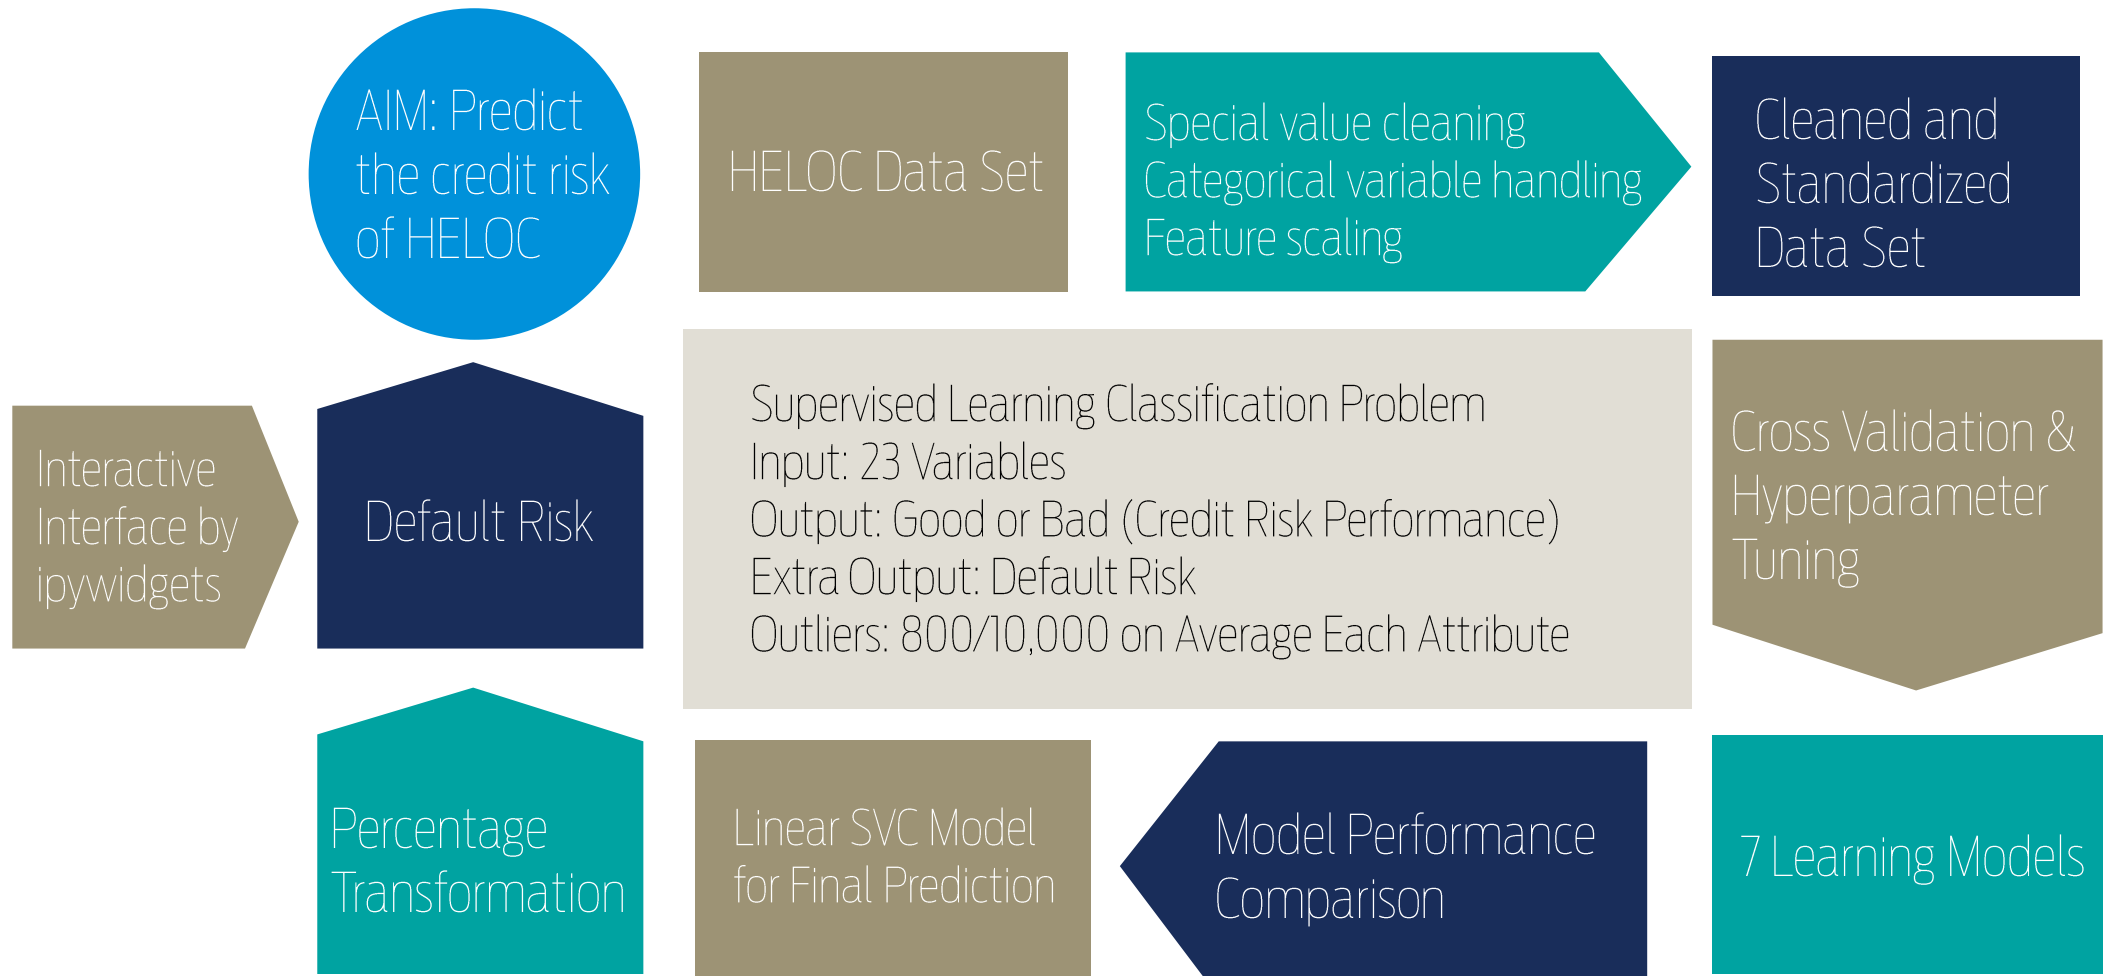 AIM: Predict
the credit risk
of HELOC
HELOC Data Set
Special value cleaning
Categorical variable handling
Feature scaling
Cleaned and
Standardized
Data Set
Interactive
Interface by
ipywidgets
Default Risk
Supervised Learning Classification Problem
Input: 23 Variables
Output: Good or Bad (Credit Risk Performance)
Extra Output: Default Risk
Outliers: 800/10,000 on Average Each Attribute
Cross Validation &
Hyperparameter
Tuning
Percentage
Transformation
Linear SVC Model
for Final Prediction
Model Performance
Comparison
7 Learning Models